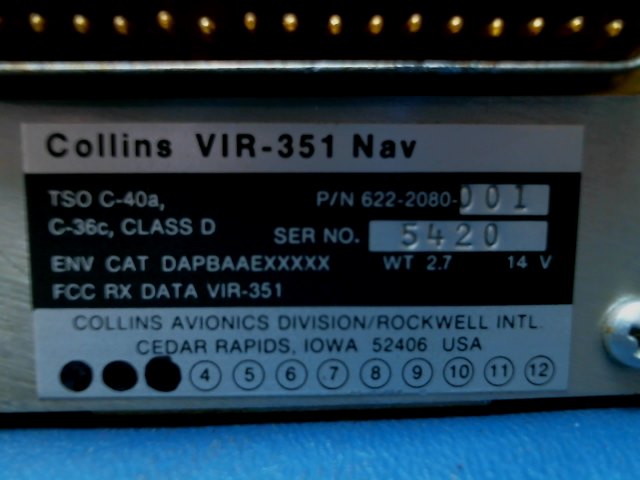 Collins VIR-351 Nav
TSO C-40a,
C-36c, CLASS D
P/N 622-2080-001
SER NO. 5420
ENV CAT DAPBAAEXXXXX WT 2.7 14 V
FCC RX DATA VIR-351
COLLINS AVIONICS DIVISION/ROCKWELL INTL.
CEDAR RAPIDS, IOWA 52406 USA
4 5 6 7 8 9 10 11 12